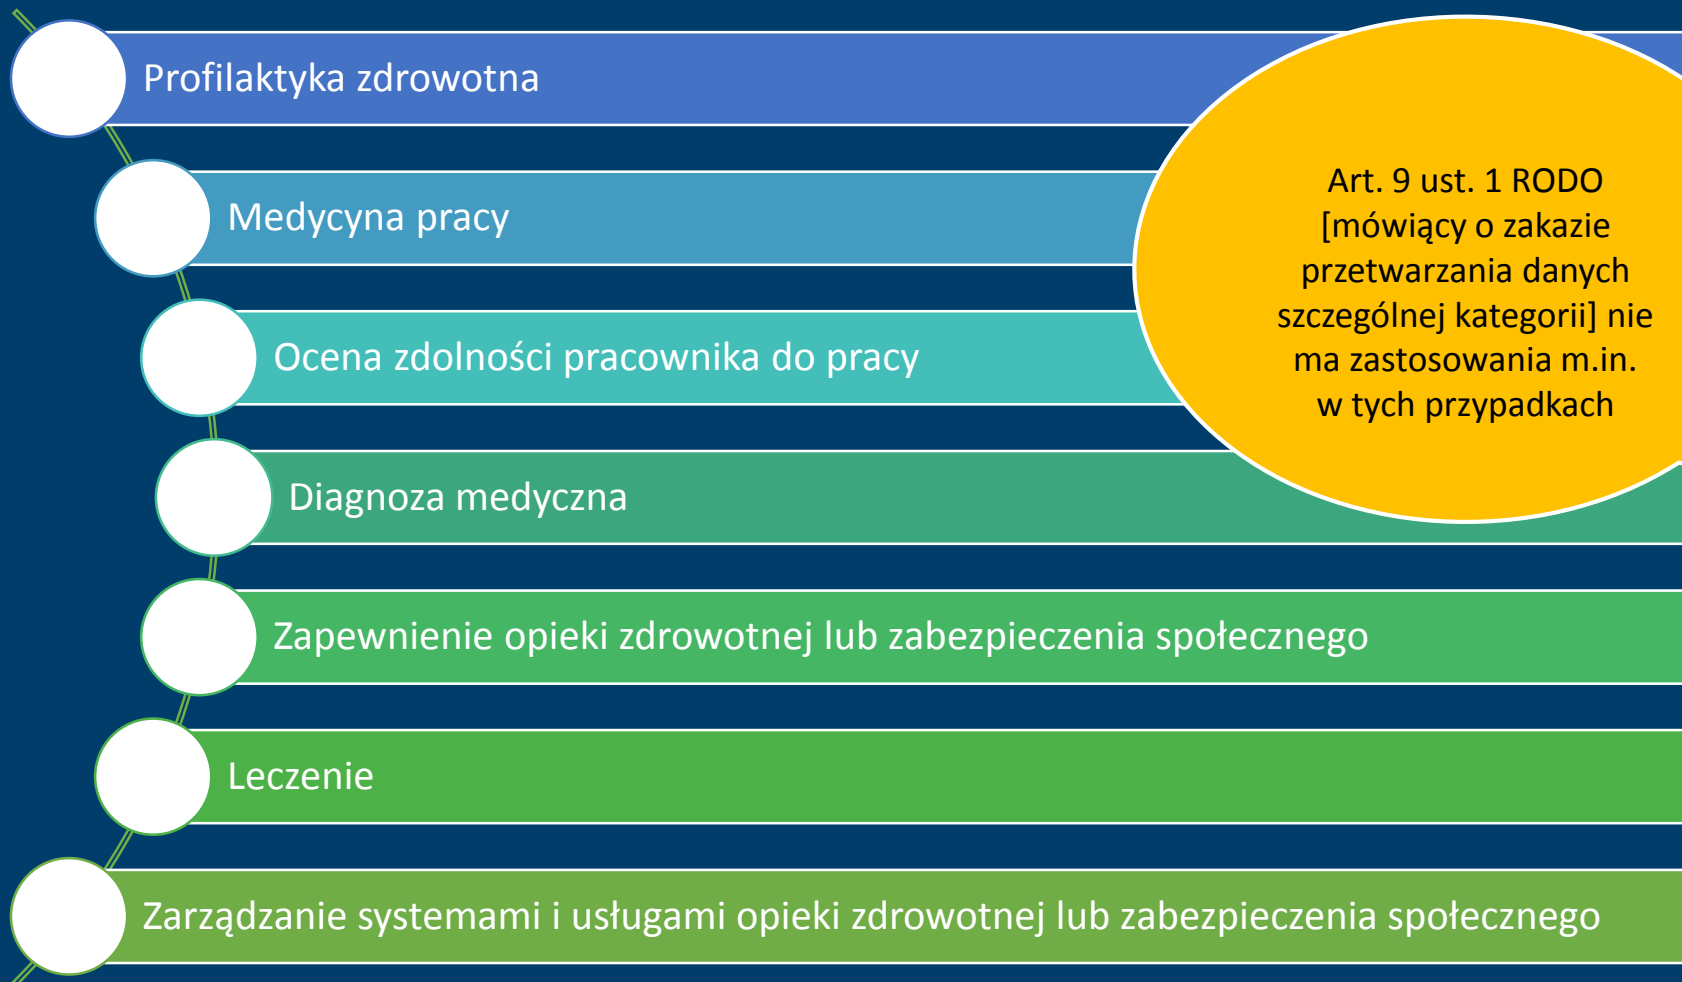 Profilaktyka zdrowotna
Medycyna pracy
Ocena zdolności pracownika do pracy
Diagnoza medyczna
Zapewnienie opieki zdrowotnej lub zabezpieczenia społecznego
Leczenie
Zarządzanie systemami i usługami opieki zdrowotnej lub zabezpieczenia społecznego
Art. 9 ust. 1 RODO
[mówiący o zakazie
przetwarzania danych
szczególnej kategorii] nie
ma zastosowania m.in.
w tych przypadkach